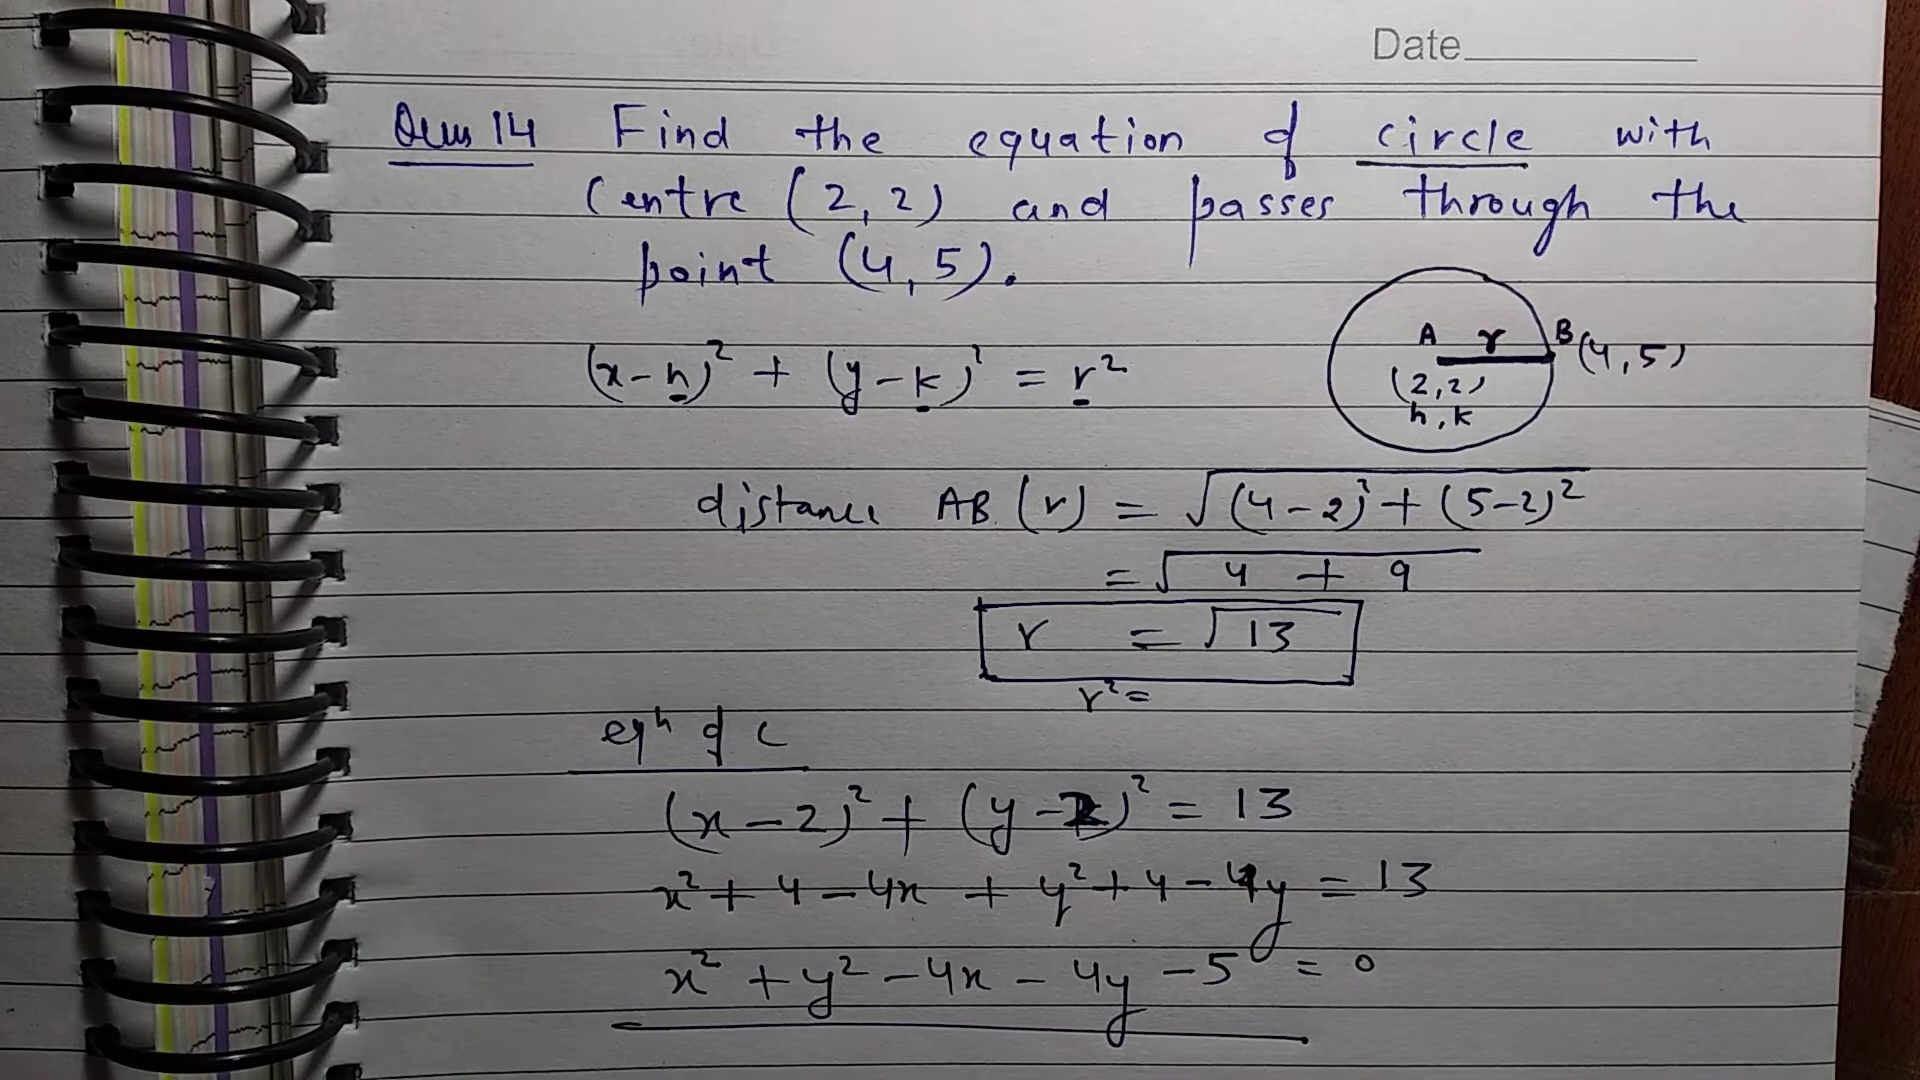 Date
Ques 14 Find the equation of circle with
Centre (2, 2) and passes through the
point (4, 5).
A r B (4, 5)
(2, 2)
h, k
(x-h)² + (y-k)² = r²
distance AB (r) = √(4-2)² + (5-2)²
= √4 + 9
r = √13
r² =
eqⁿ of c
(x-2)² + (y-2)² = 13
x² + 4 - 4x + y² + 4 - 4y = 13
x² + y² - 4x - 4y - 5 = 0